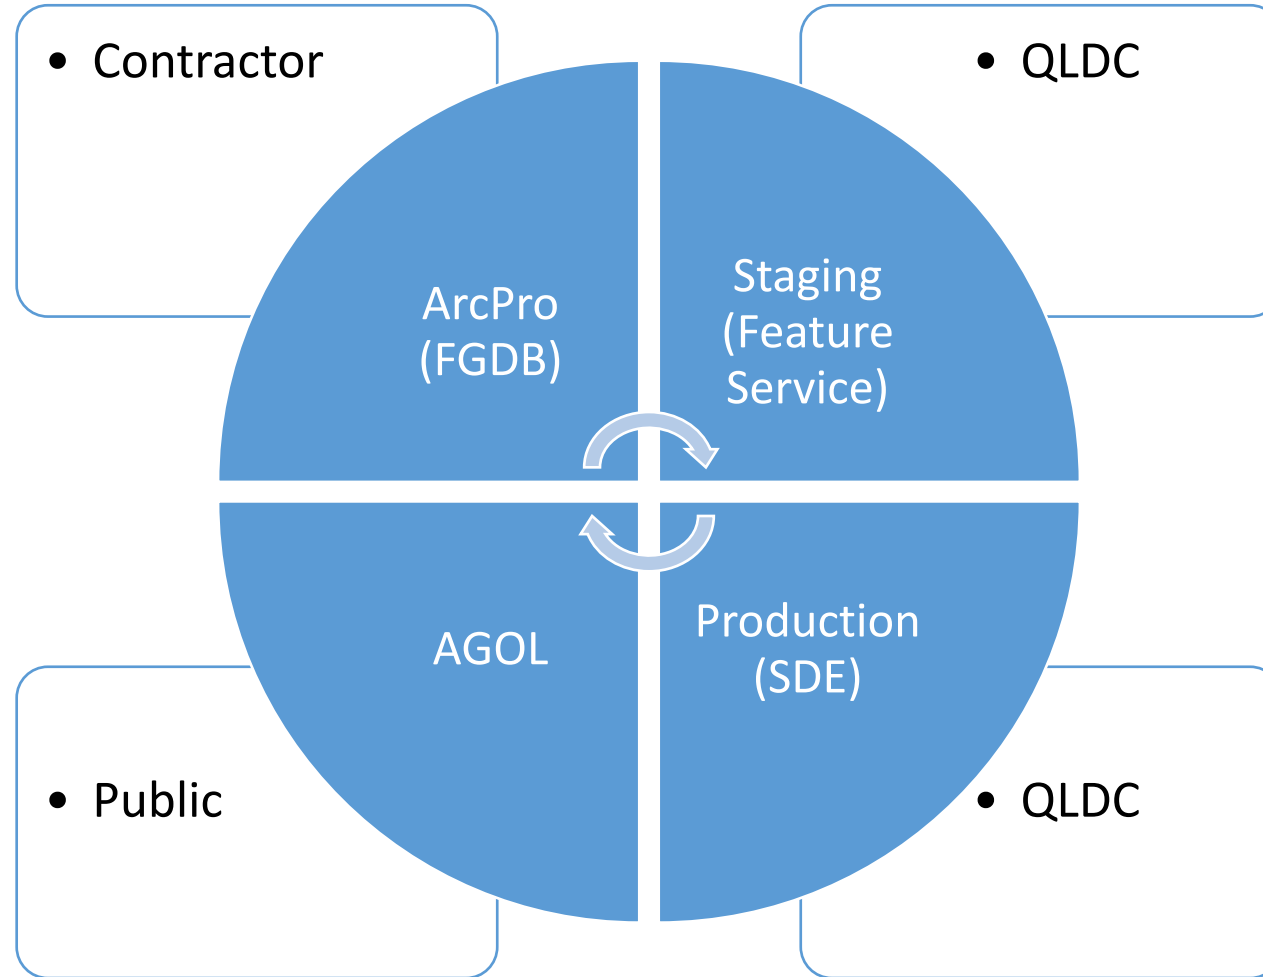 • Contractor
• QLDC
ArcPro
(FGDB)
Staging
(Feature
Service)
AGOL
Production
(SDE)
• Public
• QLDC